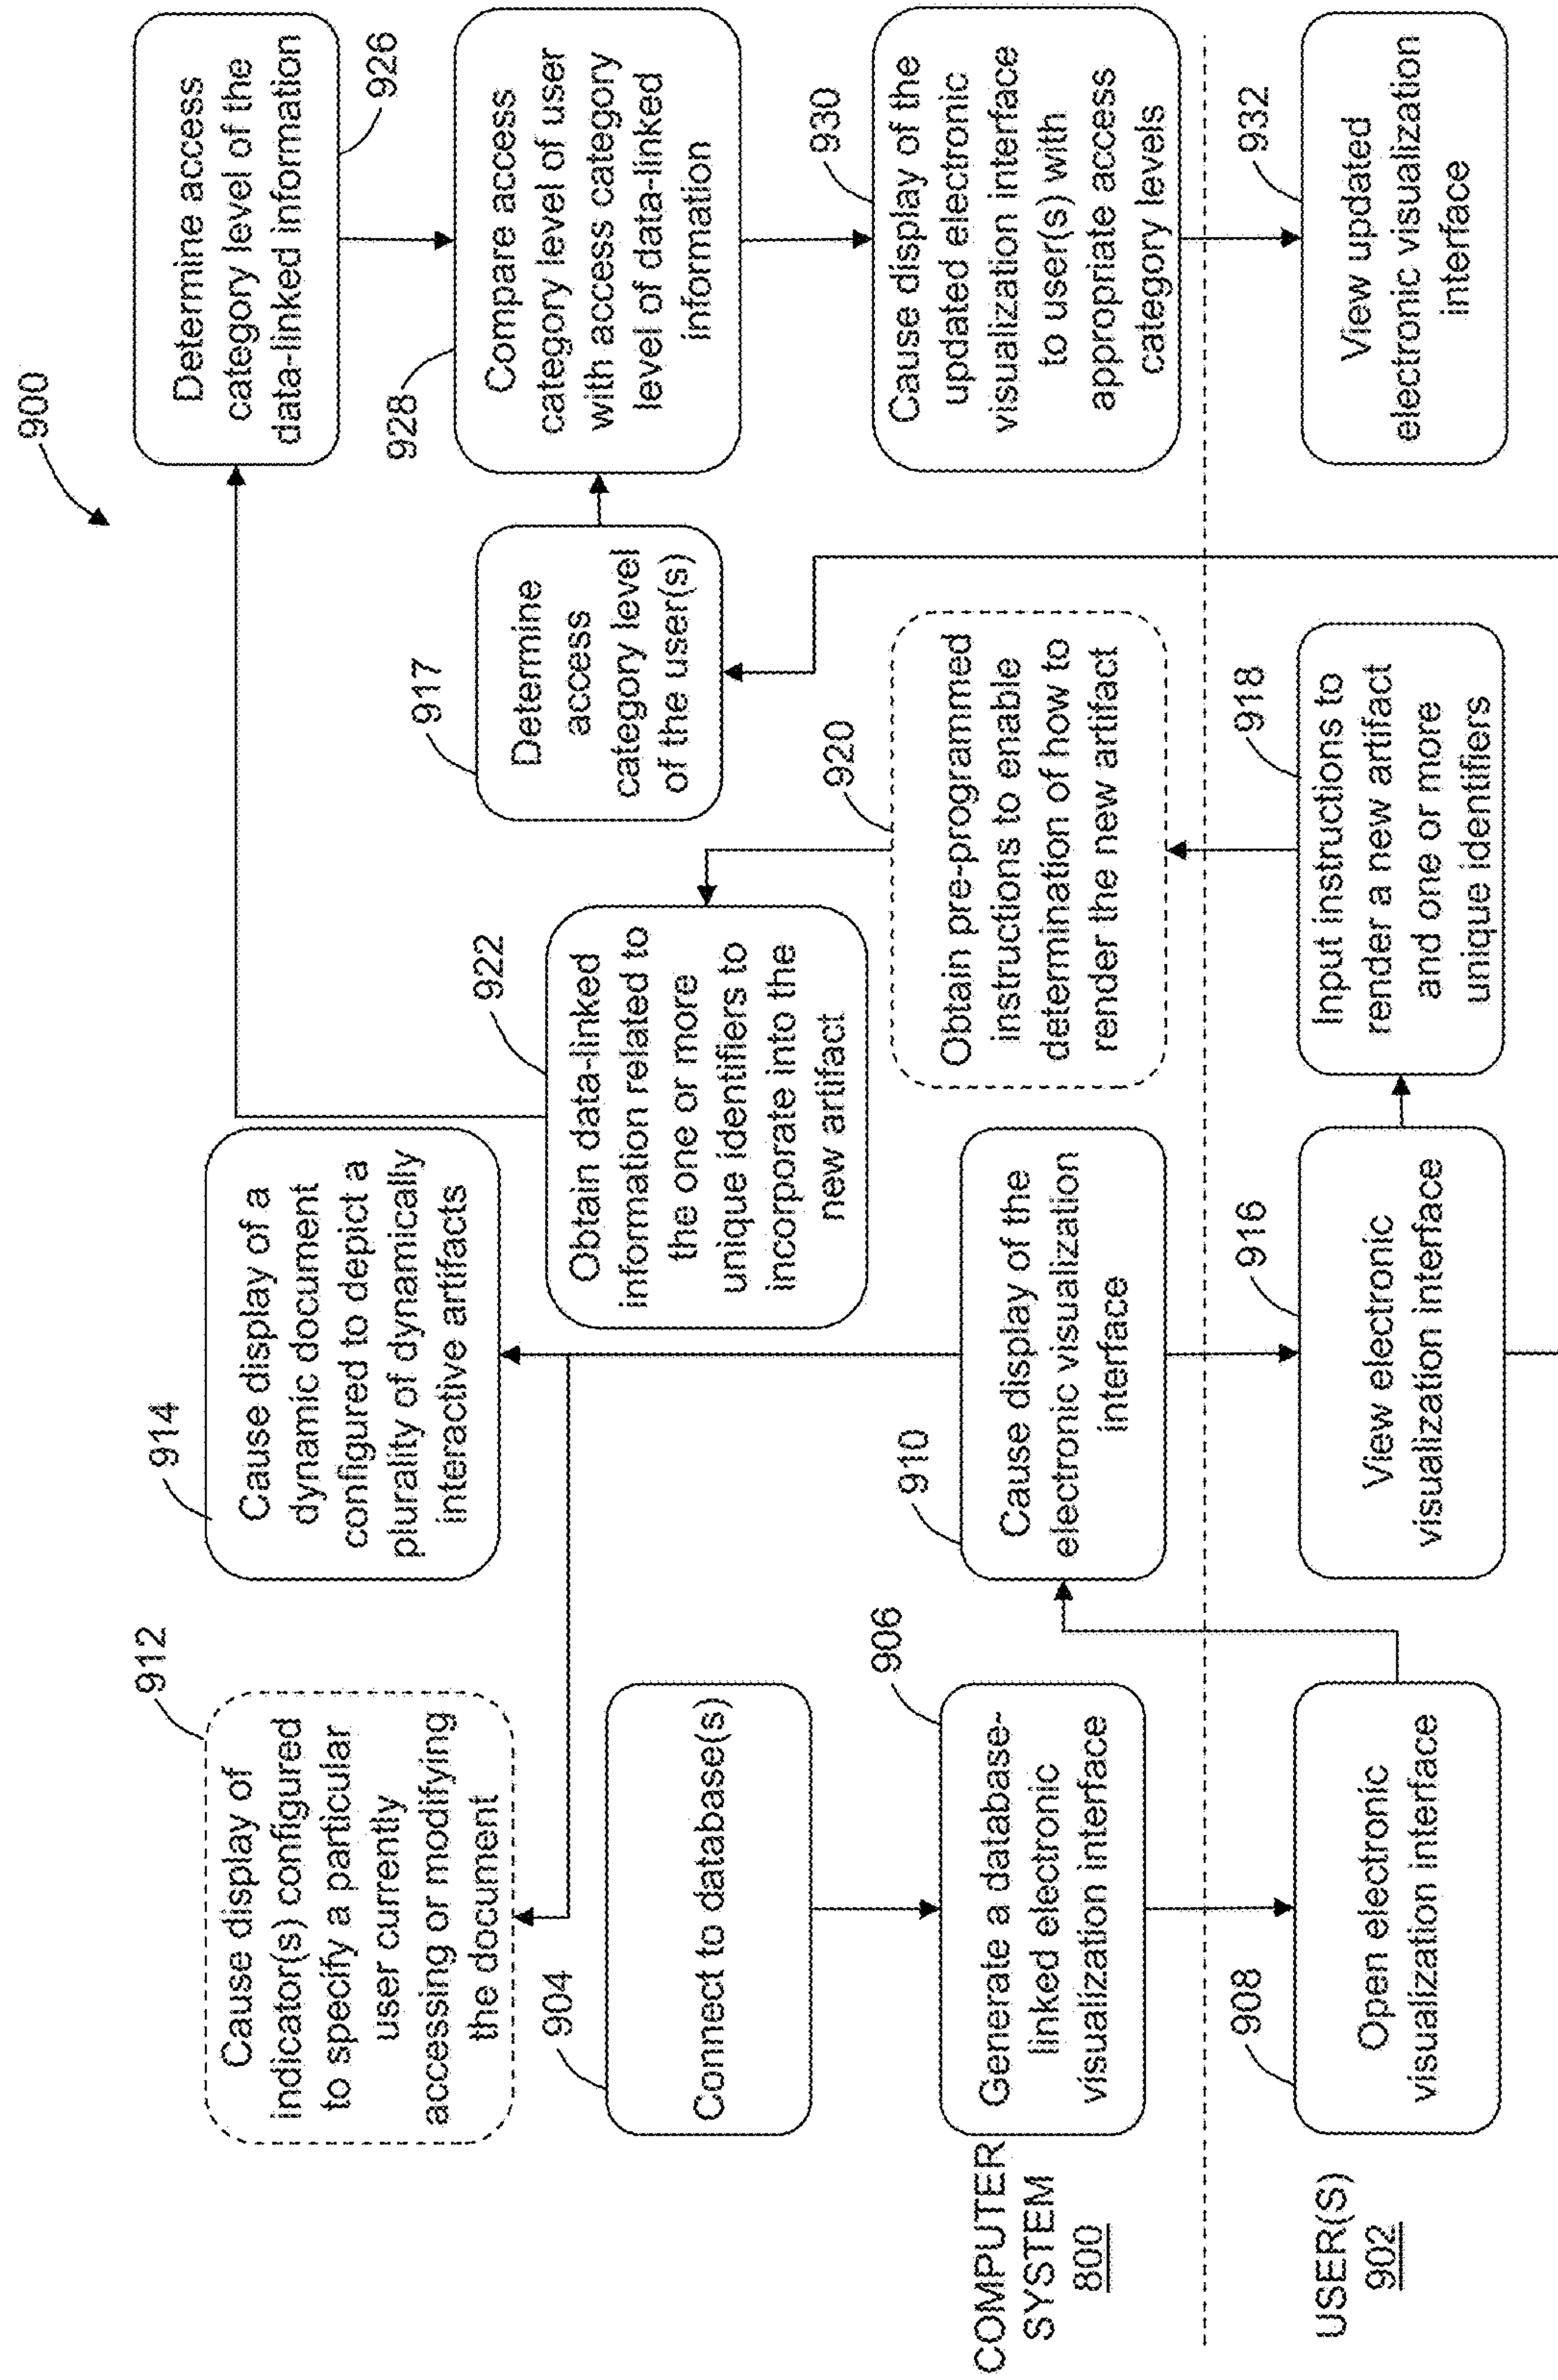 900
912
Cause display of
indicator(s) configured
to specify a particular
user currently
accessing or modifying
the document
914
Cause display of a
dynamic document
configured to depict a
plurality of dynamically
interactive artifacts
Determine access
category level of the
data-linked information
926
904
Connect to database(s)
922
Obtain data-linked
information related to
the one or more
unique identifiers to
incorporate into the
new artifact
917
Determine
access
category level
of the user(s)
928
Compare access
category level of user
with access category
level of data-linked
information
COMPUTER
SYSTEM
800
906
Generate a database-
linked electronic
visualization interface
910
Cause display of the
electronic visualization
interface
920
Obtain pre-programmed
instructions to enable
determination of how to
render the new artifact
930
Cause display of the
updated electronic
visualization interface
to user(s) with
appropriate access
category levels
USER(S)
902
908
Open electronic
visualization interface
916
View electronic
visualization interface
918
Input instructions to
render a new artifact
and one or more
unique identifiers
932
View updated
electronic visualization
interface